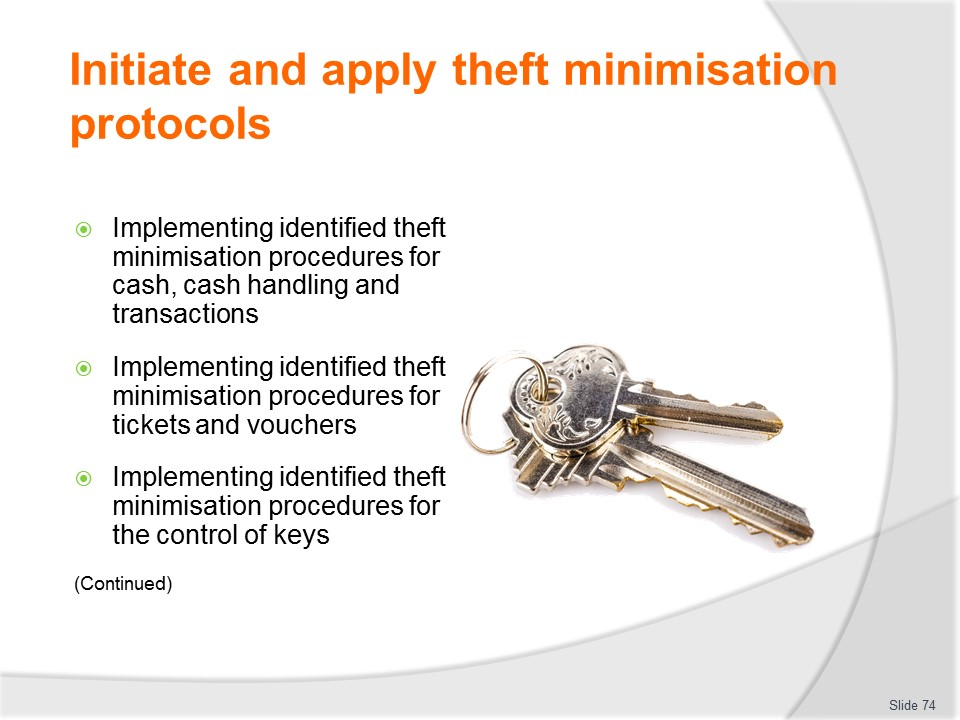 Initiate and apply theft minimisation
protocols
Implementing identified theft
minimisation procedures for
cash, cash handling and
transactions
Implementing identified theft
minimisation procedures for
tickets and vouchers
Implementing identified theft
minimisation procedures for
the control of keys
(Continued)
Slide 74